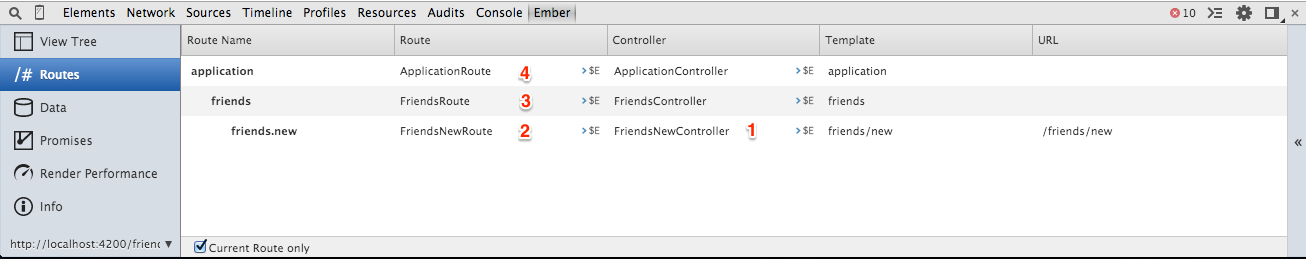 Elements Network Sources Timeline Profiles Resources Audits Console Ember 10
View Tree
/# Routes
Data
Promises
Render Performance
Info
http://localhost:4200/frien
Route Name Route Controller Template URL
application ApplicationRoute 4 >$E ApplicationController >$E application
friends FriendsRoute 3 >$E FriendsController >$E friends
friends.new FriendsNewRoute 2 >$E FriendsNewController 1 >$E friends/new /friends/new
Current Route only